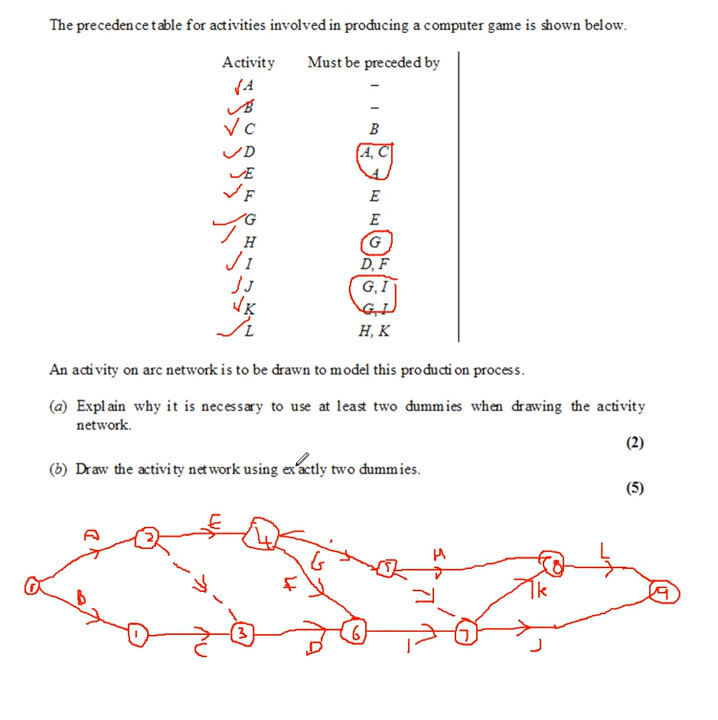 The precedence table for activities involved in producing a computer game is shown below.
Activity Must be preceded by
A –
B –
C B
D A, C
E A
F E
G E
H G
I D, F
J G, I
K G, I
L H, K
An activity on arc network is to be drawn to model this production process.
(a) Explain why it is necessary to use at least two dummies when drawing the activity
network.
(2)
(b) Draw the activity network using exactly two dummies.
(5)
A 2 E 4 G 5 H 8 L 9
0 B 1 C 3 D F 6 I 7 K J